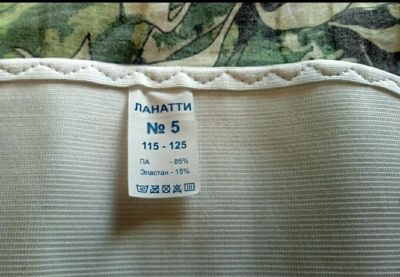 ЛАНАТТИ
№ 5
115 - 125
ПА - 85%
Эластан - 15%